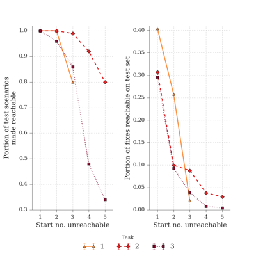 Portion of test scenarios
made reachable
1.0
0.9
0.8
0.7
0.6
0.5
0.4
0.3
1 2 3 4 5
Start no. unreachable
Portion of fixes reachable on test set
0.40
0.35
0.30
0.25
0.20
0.15
0.10
0.05
0.00
1 2 3 4 5
Start no. unreachable
Task
1 2 3